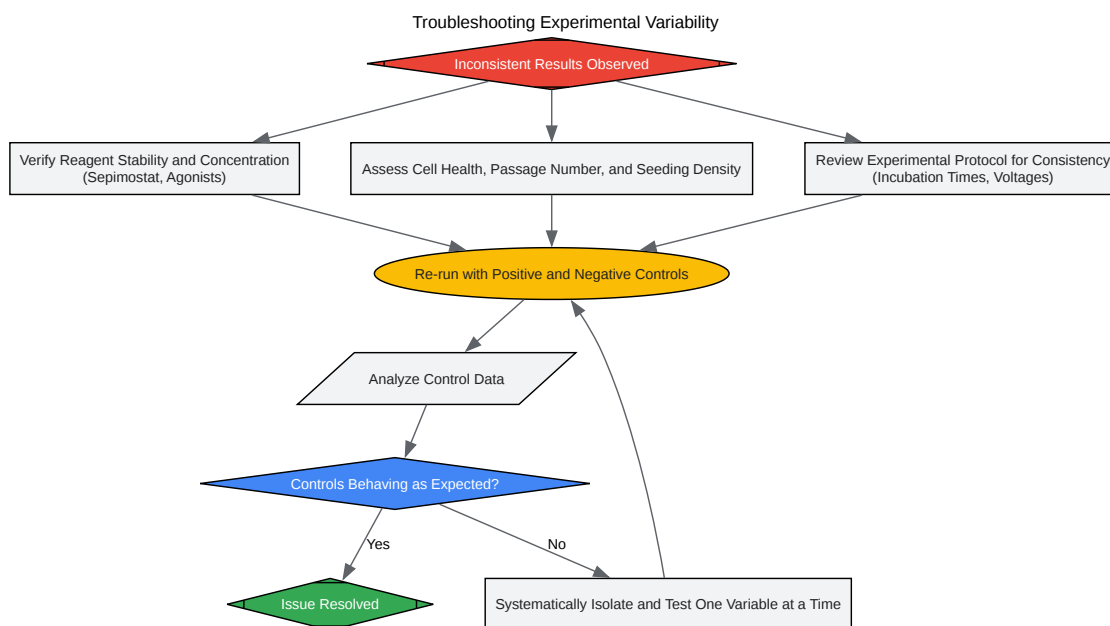 Troubleshooting Experimental Variability
Inconsistent Results Observed
Verify Reagent Stability and Concentration
(Sepimostat, Agonists)
Assess Cell Health, Passage Number, and Seeding Density
Review Experimental Protocol for Consistency
(Incubation Times, Voltages)
Re-run with Positive and Negative Controls
Analyze Control Data
Controls Behaving as Expected?
Yes
No
Issue Resolved
Systematically Isolate and Test One Variable at a Time